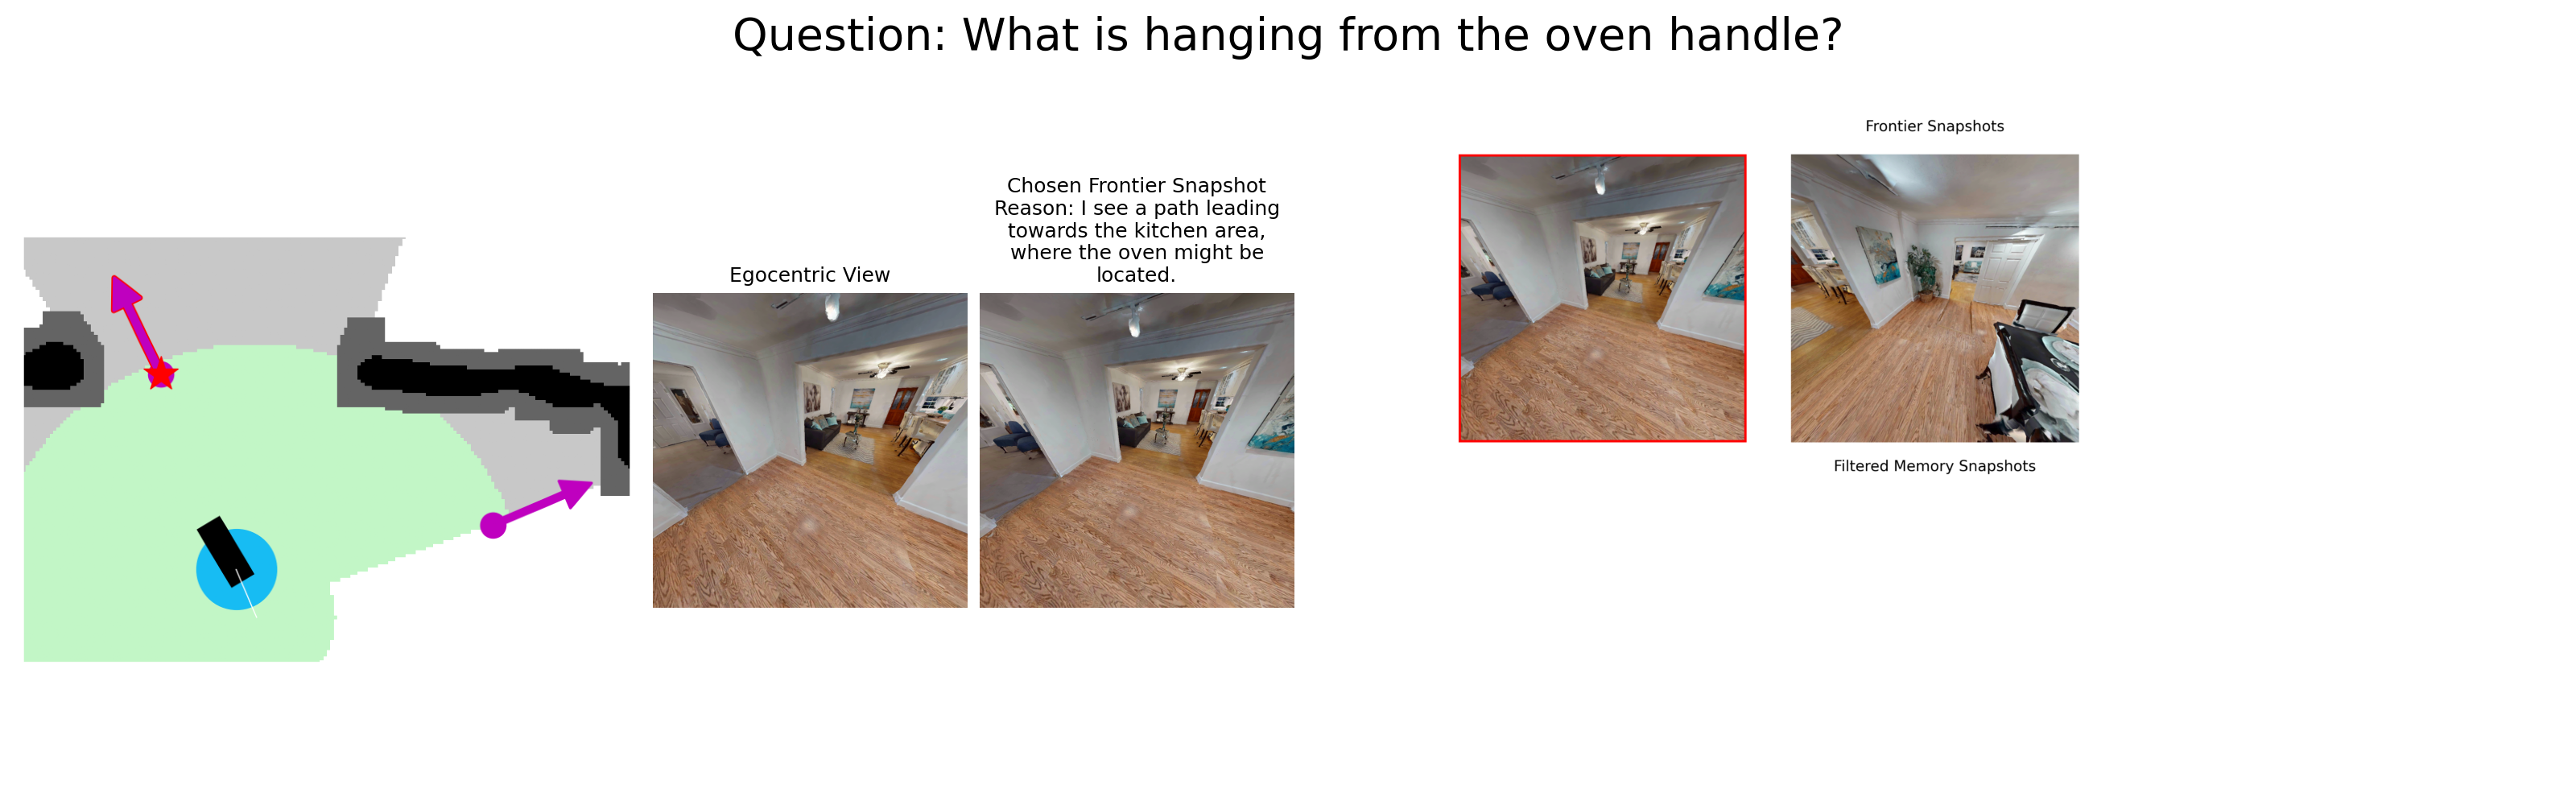 Question: What is hanging from the oven handle?
Frontier Snapshots
Chosen Frontier Snapshot
Reason: I see a path leading
towards the kitchen area,
where the oven might be
located.
Egocentric View
Filtered Memory Snapshots